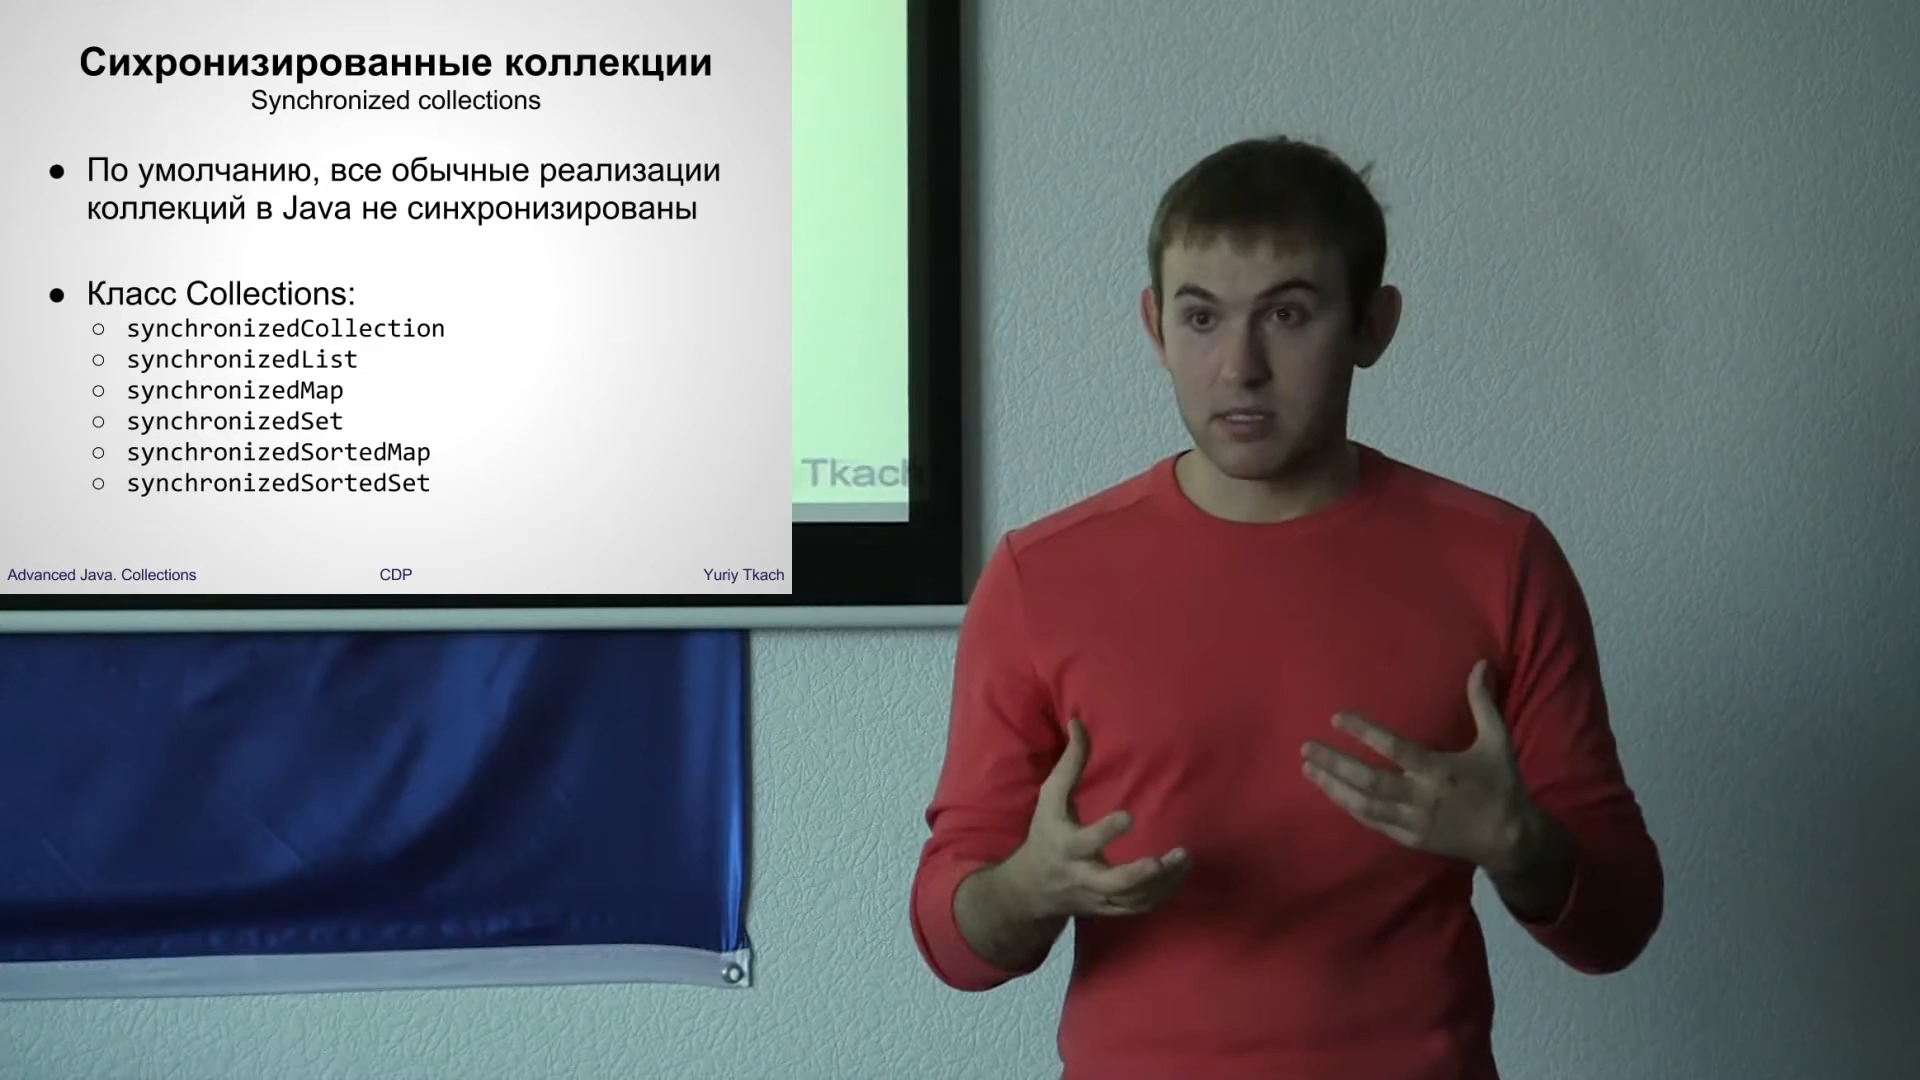 Сихронизированные коллекции
Synchronized collections
● По умолчанию, все обычные реализации
коллекций в Java не синхронизированы
● Класс Collections:
○ synchronizedCollection
○ synchronizedList
○ synchronizedMap
○ synchronizedSet
○ synchronizedSortedMap
○ synchronizedSortedSet
Advanced Java. Collections CDP Yuriy Tkach
Tkach